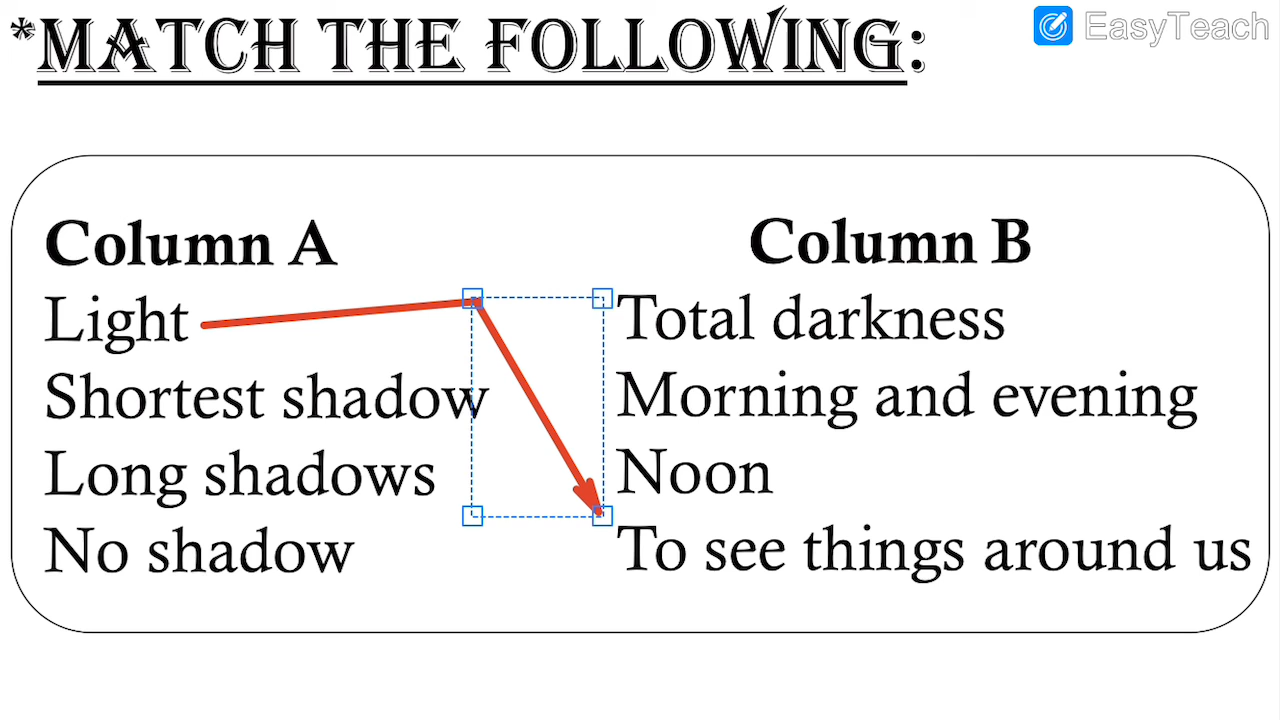 *MATCH THE FOLLOWING:
EasyTeach
Column A
Column B
Light
Total darkness
Shortest shadow
Morning and evening
Long shadows
Noon
No shadow
To see things around us